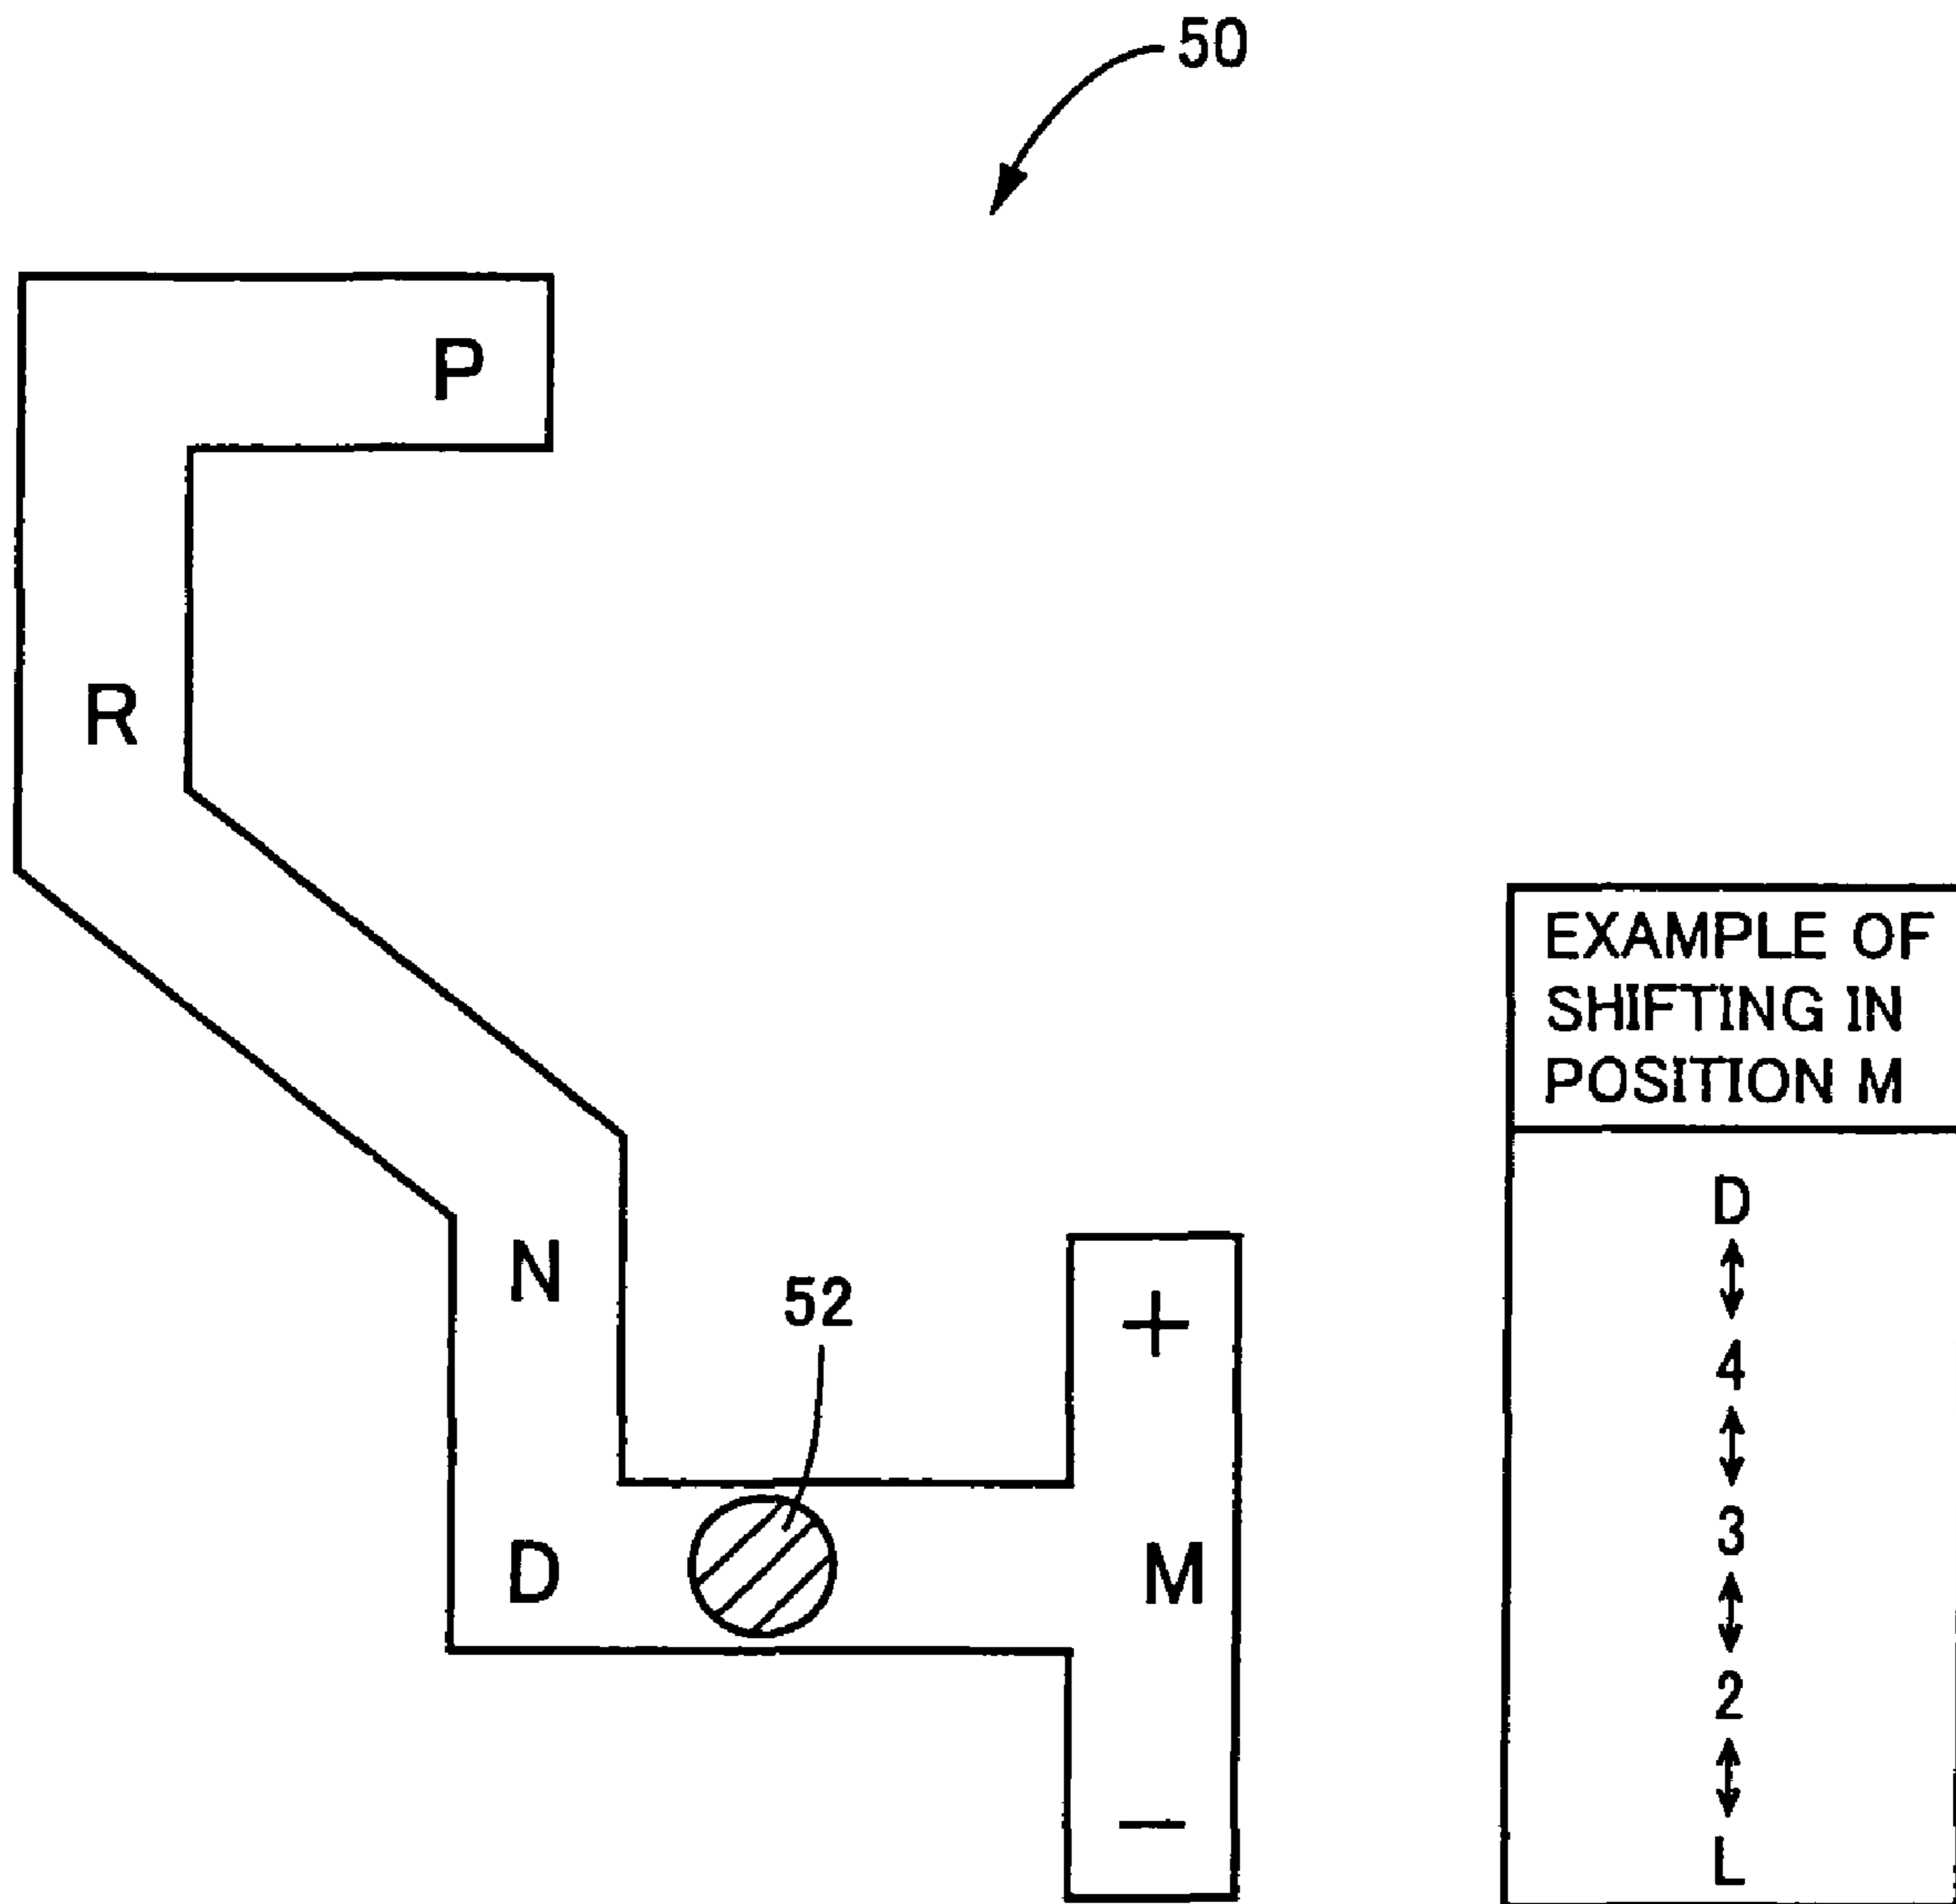 50
P
R
N
52
+
D
M
—
EXAMPLE OF
SHIFTING IN
POSITION M
D
4
3
2
L